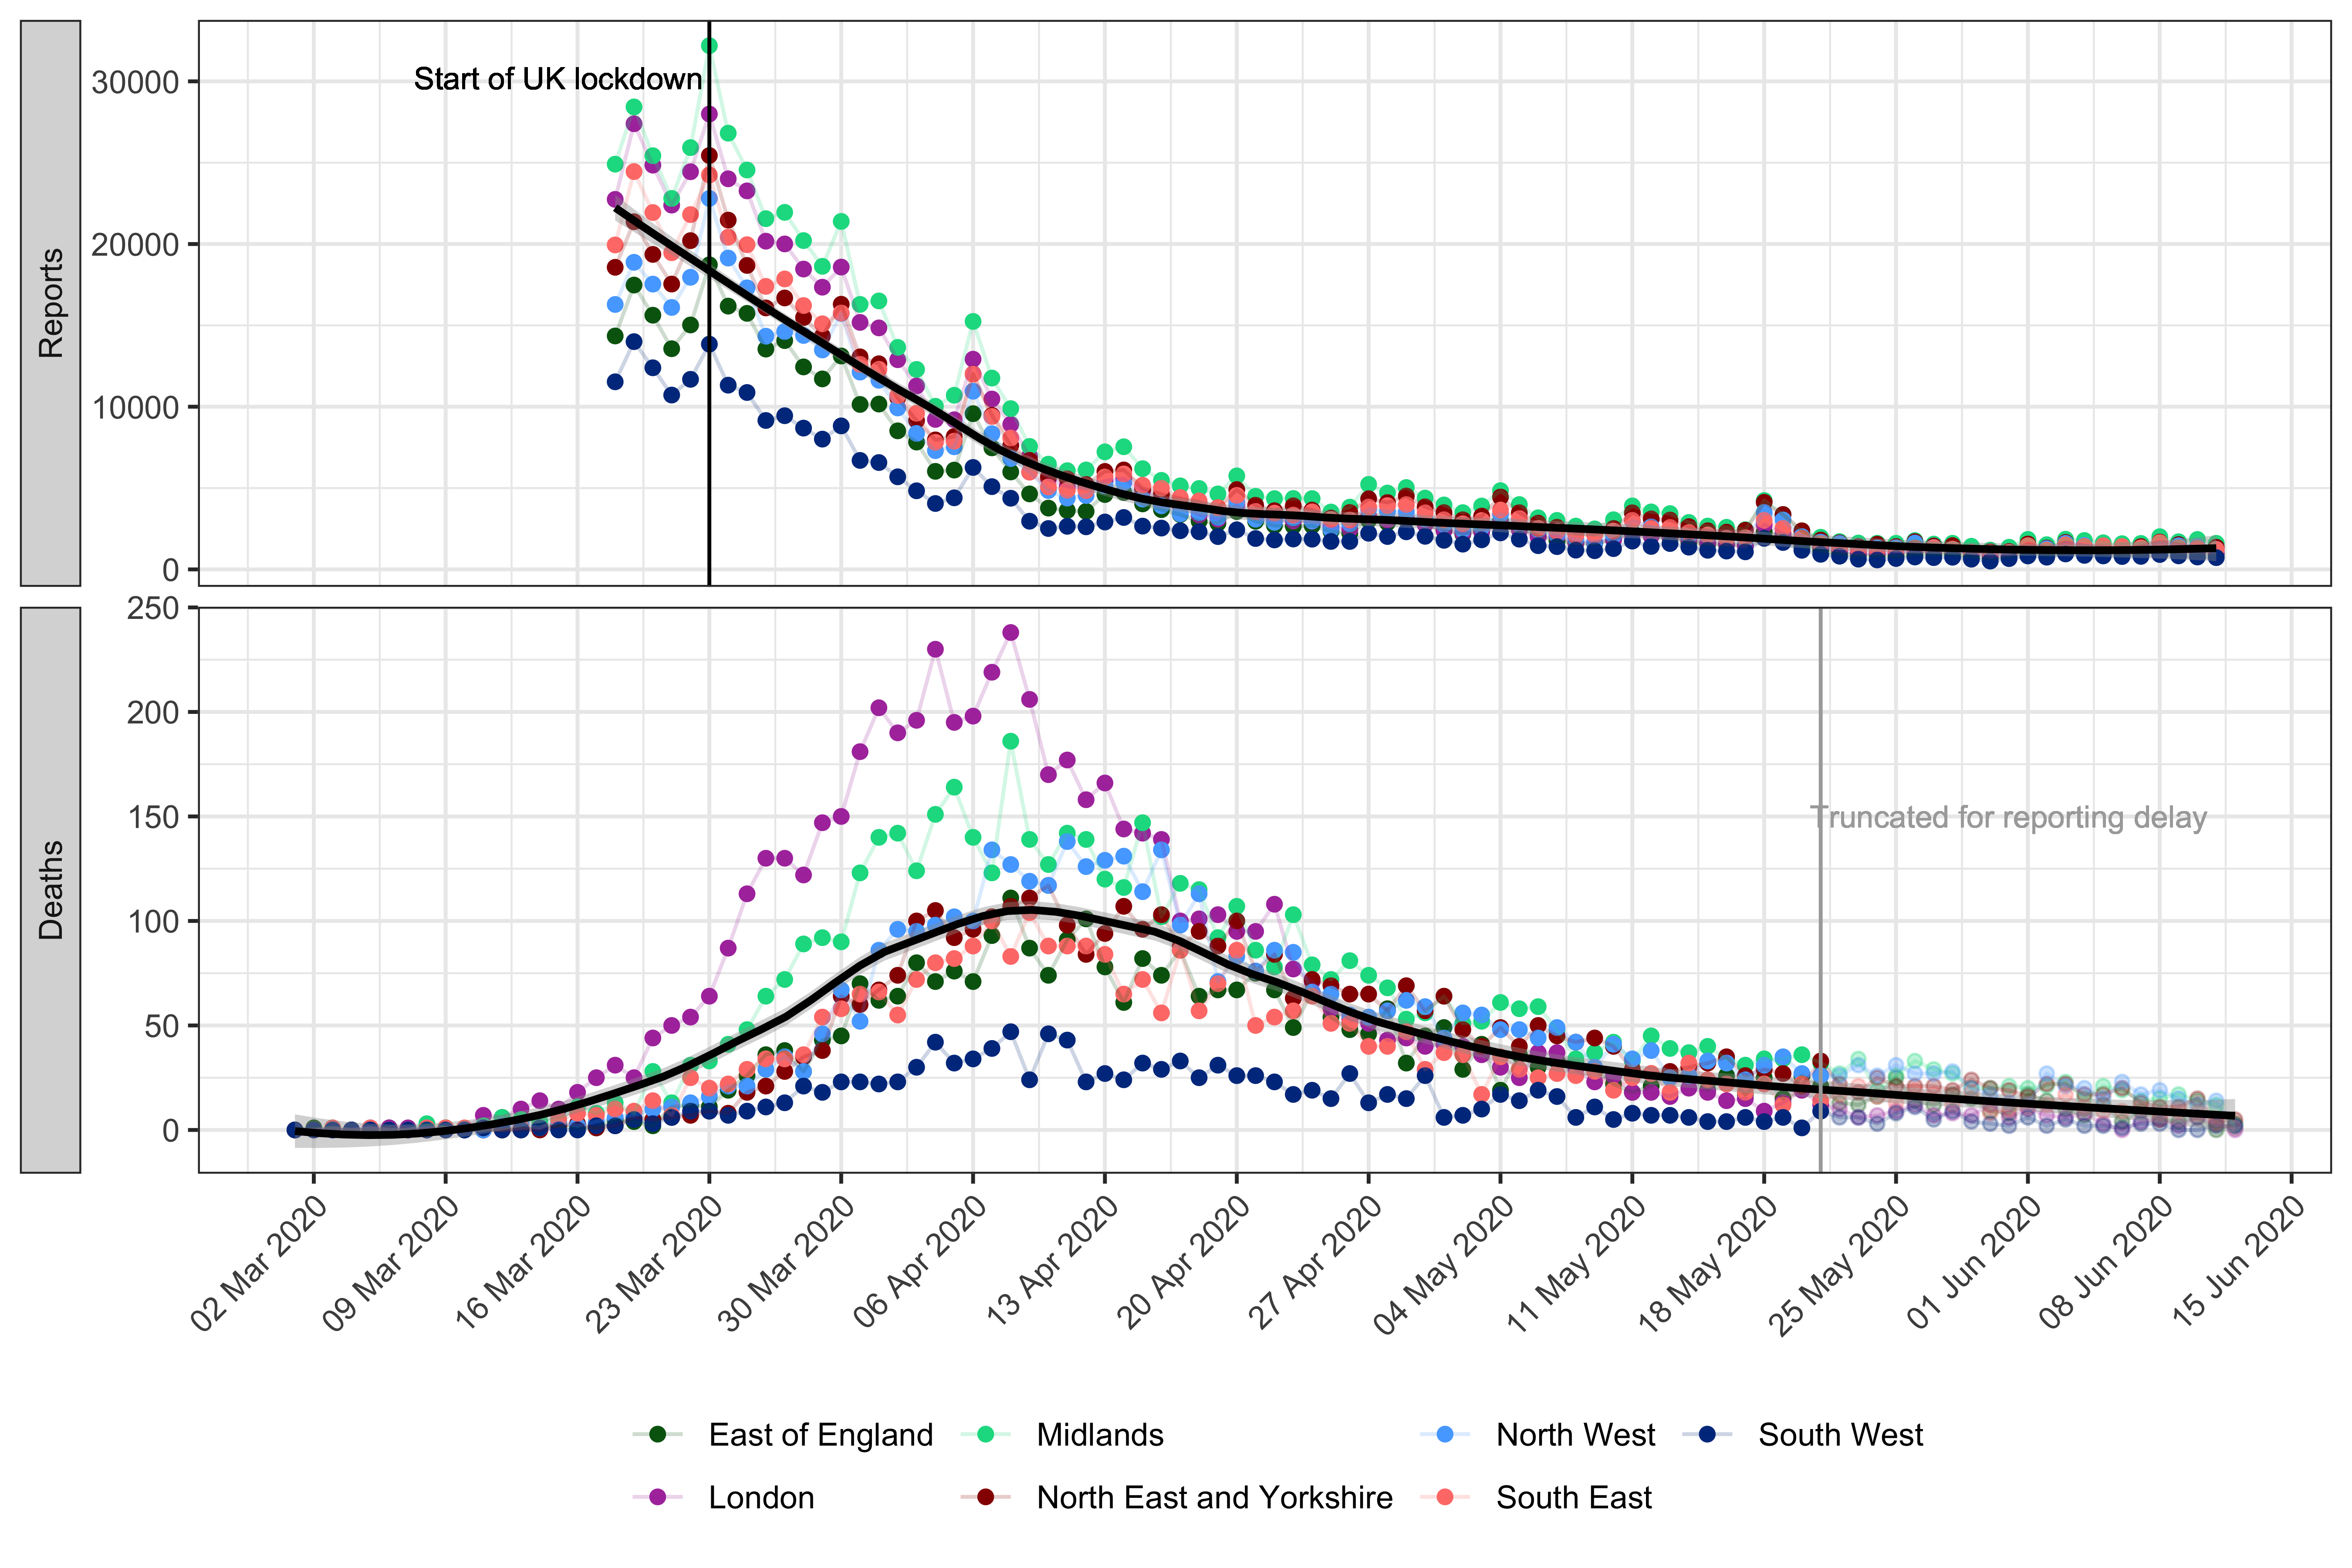 Reports
30000
20000
10000
0
Start of UK lockdown
Deaths
250
200
150
100
50
0
Truncated for reporting delay
02 Mar 2020
09 Mar 2020
16 Mar 2020
23 Mar 2020
30 Mar 2020
06 Apr 2020
13 Apr 2020
20 Apr 2020
27 Apr 2020
04 May 2020
11 May 2020
18 May 2020
25 May 2020
01 Jun 2020
08 Jun 2020
15 Jun 2020
East of England
Midlands
North West
South West
London
North East and Yorkshire
South East